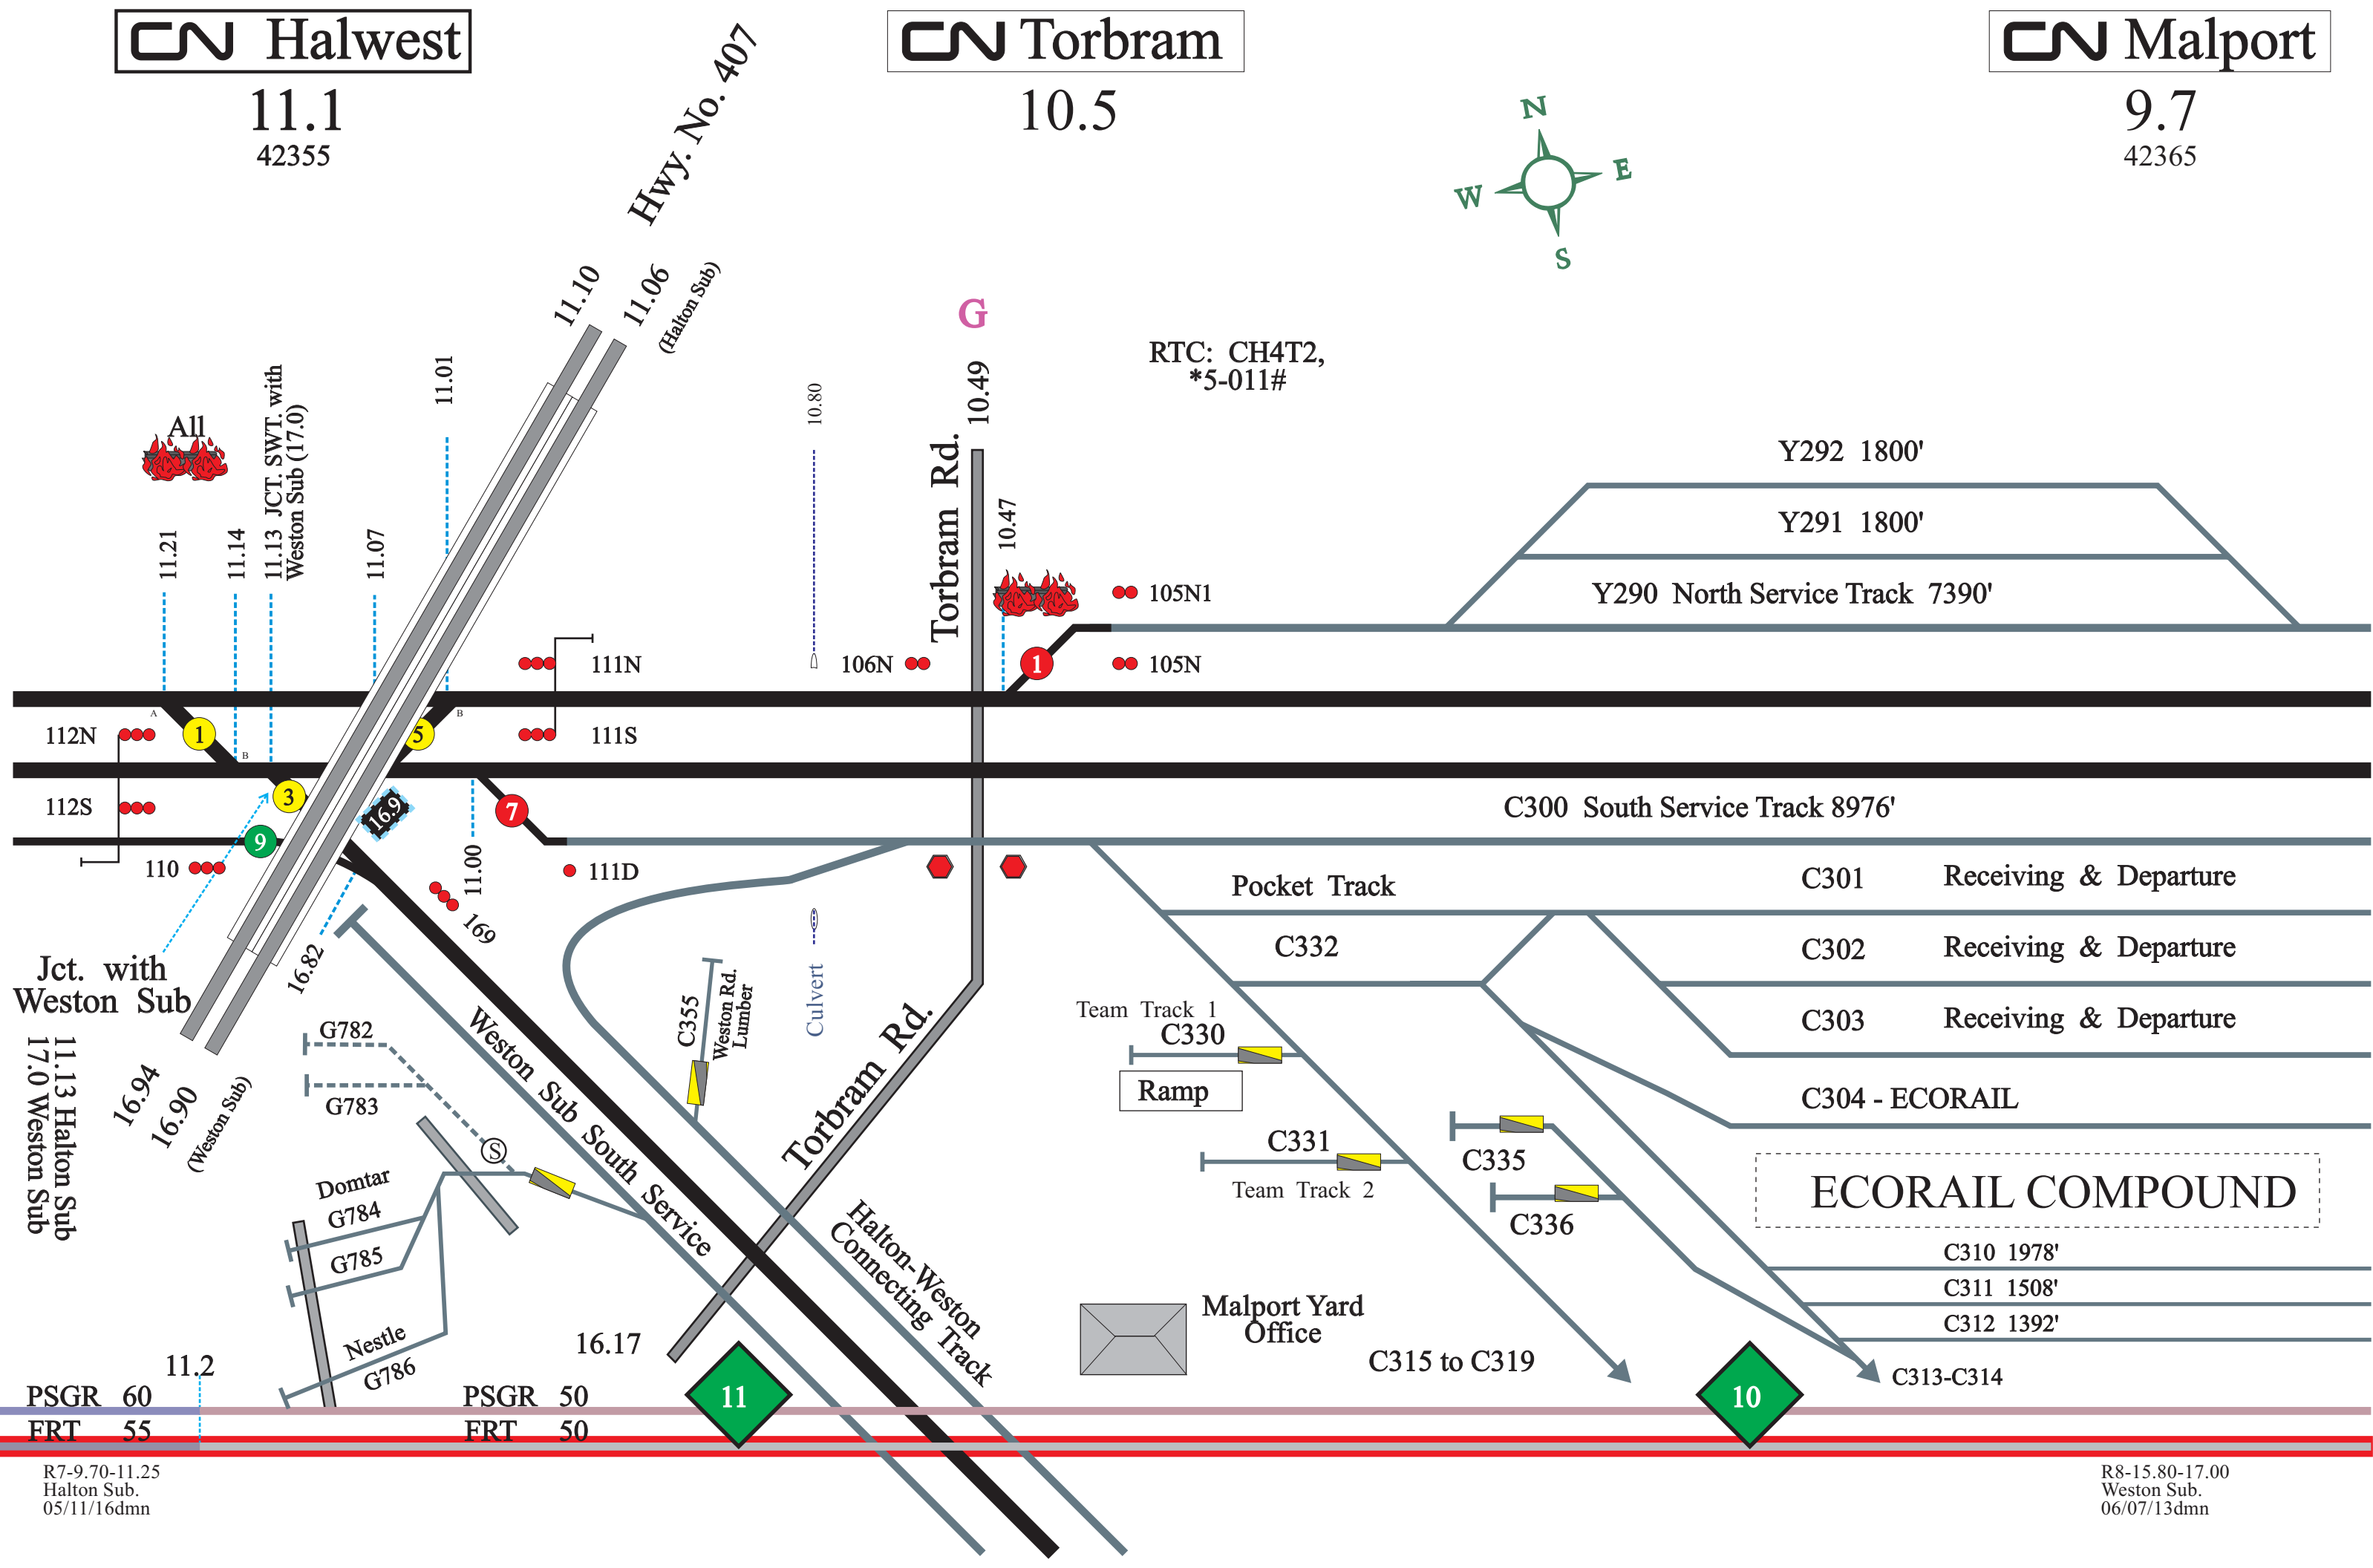 CN Halwest
11.1
42355
CN Torbram
10.5
CN Malport
9.7
42365
Hwy. No. 407
N
W
E
S
11.10
11.06
(Halton Sub)
G
RTC: CH4T2,
*5-011#
All
11.21
11.14
11.13 JCT. SWT. with
Weston Sub (17.0)
11.07
11.01
10.80
Torbram Rd.
10.49
10.47
Y292 1800'
Y291 1800'
Y290 North Service Track 7390'
105N1
111N
106N
1
105N
A
B
112N
1
5
B
111S
112S
3
16.9
7
C300 South Service Track 8976'
9
110
11.00
111D
169
Pocket Track
C301 Receiving & Departure
C332
C302 Receiving & Departure
C303 Receiving & Departure
C304 - ECORAIL
Jct. with
Weston Sub
16.82
11.13 Halton Sub
17.0 Weston Sub
16.94
16.90
(Weston Sub)
G782
G783
S
C355
Weston Rd.
Lumber
Culvert
Torbram Rd.
Team Track 1
C330
Ramp
C331
Team Track 2
C335
C336
ECORAIL COMPOUND
Weston Sub South Service
Halton-Weston
Connecting Track
Domtar
G784
G785
Nestle
G786
C310 1978'
C311 1508'
C312 1392'
C313-C314
Malport Yard
Office
C315 to C319
16.17
11
10
11.2
PSGR 60
FRT 55
PSGR 50
FRT 50
R7-9.70-11.25
Halton Sub.
05/11/16dmn
R8-15.80-17.00
Weston Sub.
06/07/13dmn